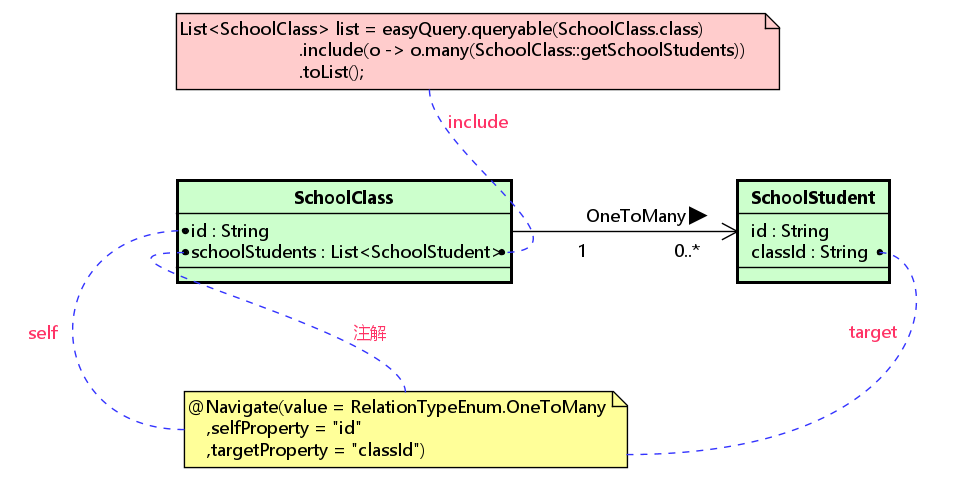 List<SchoolClass> list = easyQuery.queryable(SchoolClass.class)
.include(o -> o.many(SchoolClass::getSchoolStudents))
.toList();
include
SchoolClass
id : String
schoolStudents : List<SchoolStudent>
OneToMany
1
0..*
SchoolStudent
id : String
classId : String
self
注解
target
@Navigate(value = RelationTypeEnum.OneToMany
,selfProperty = "id"
,targetProperty = "classId")